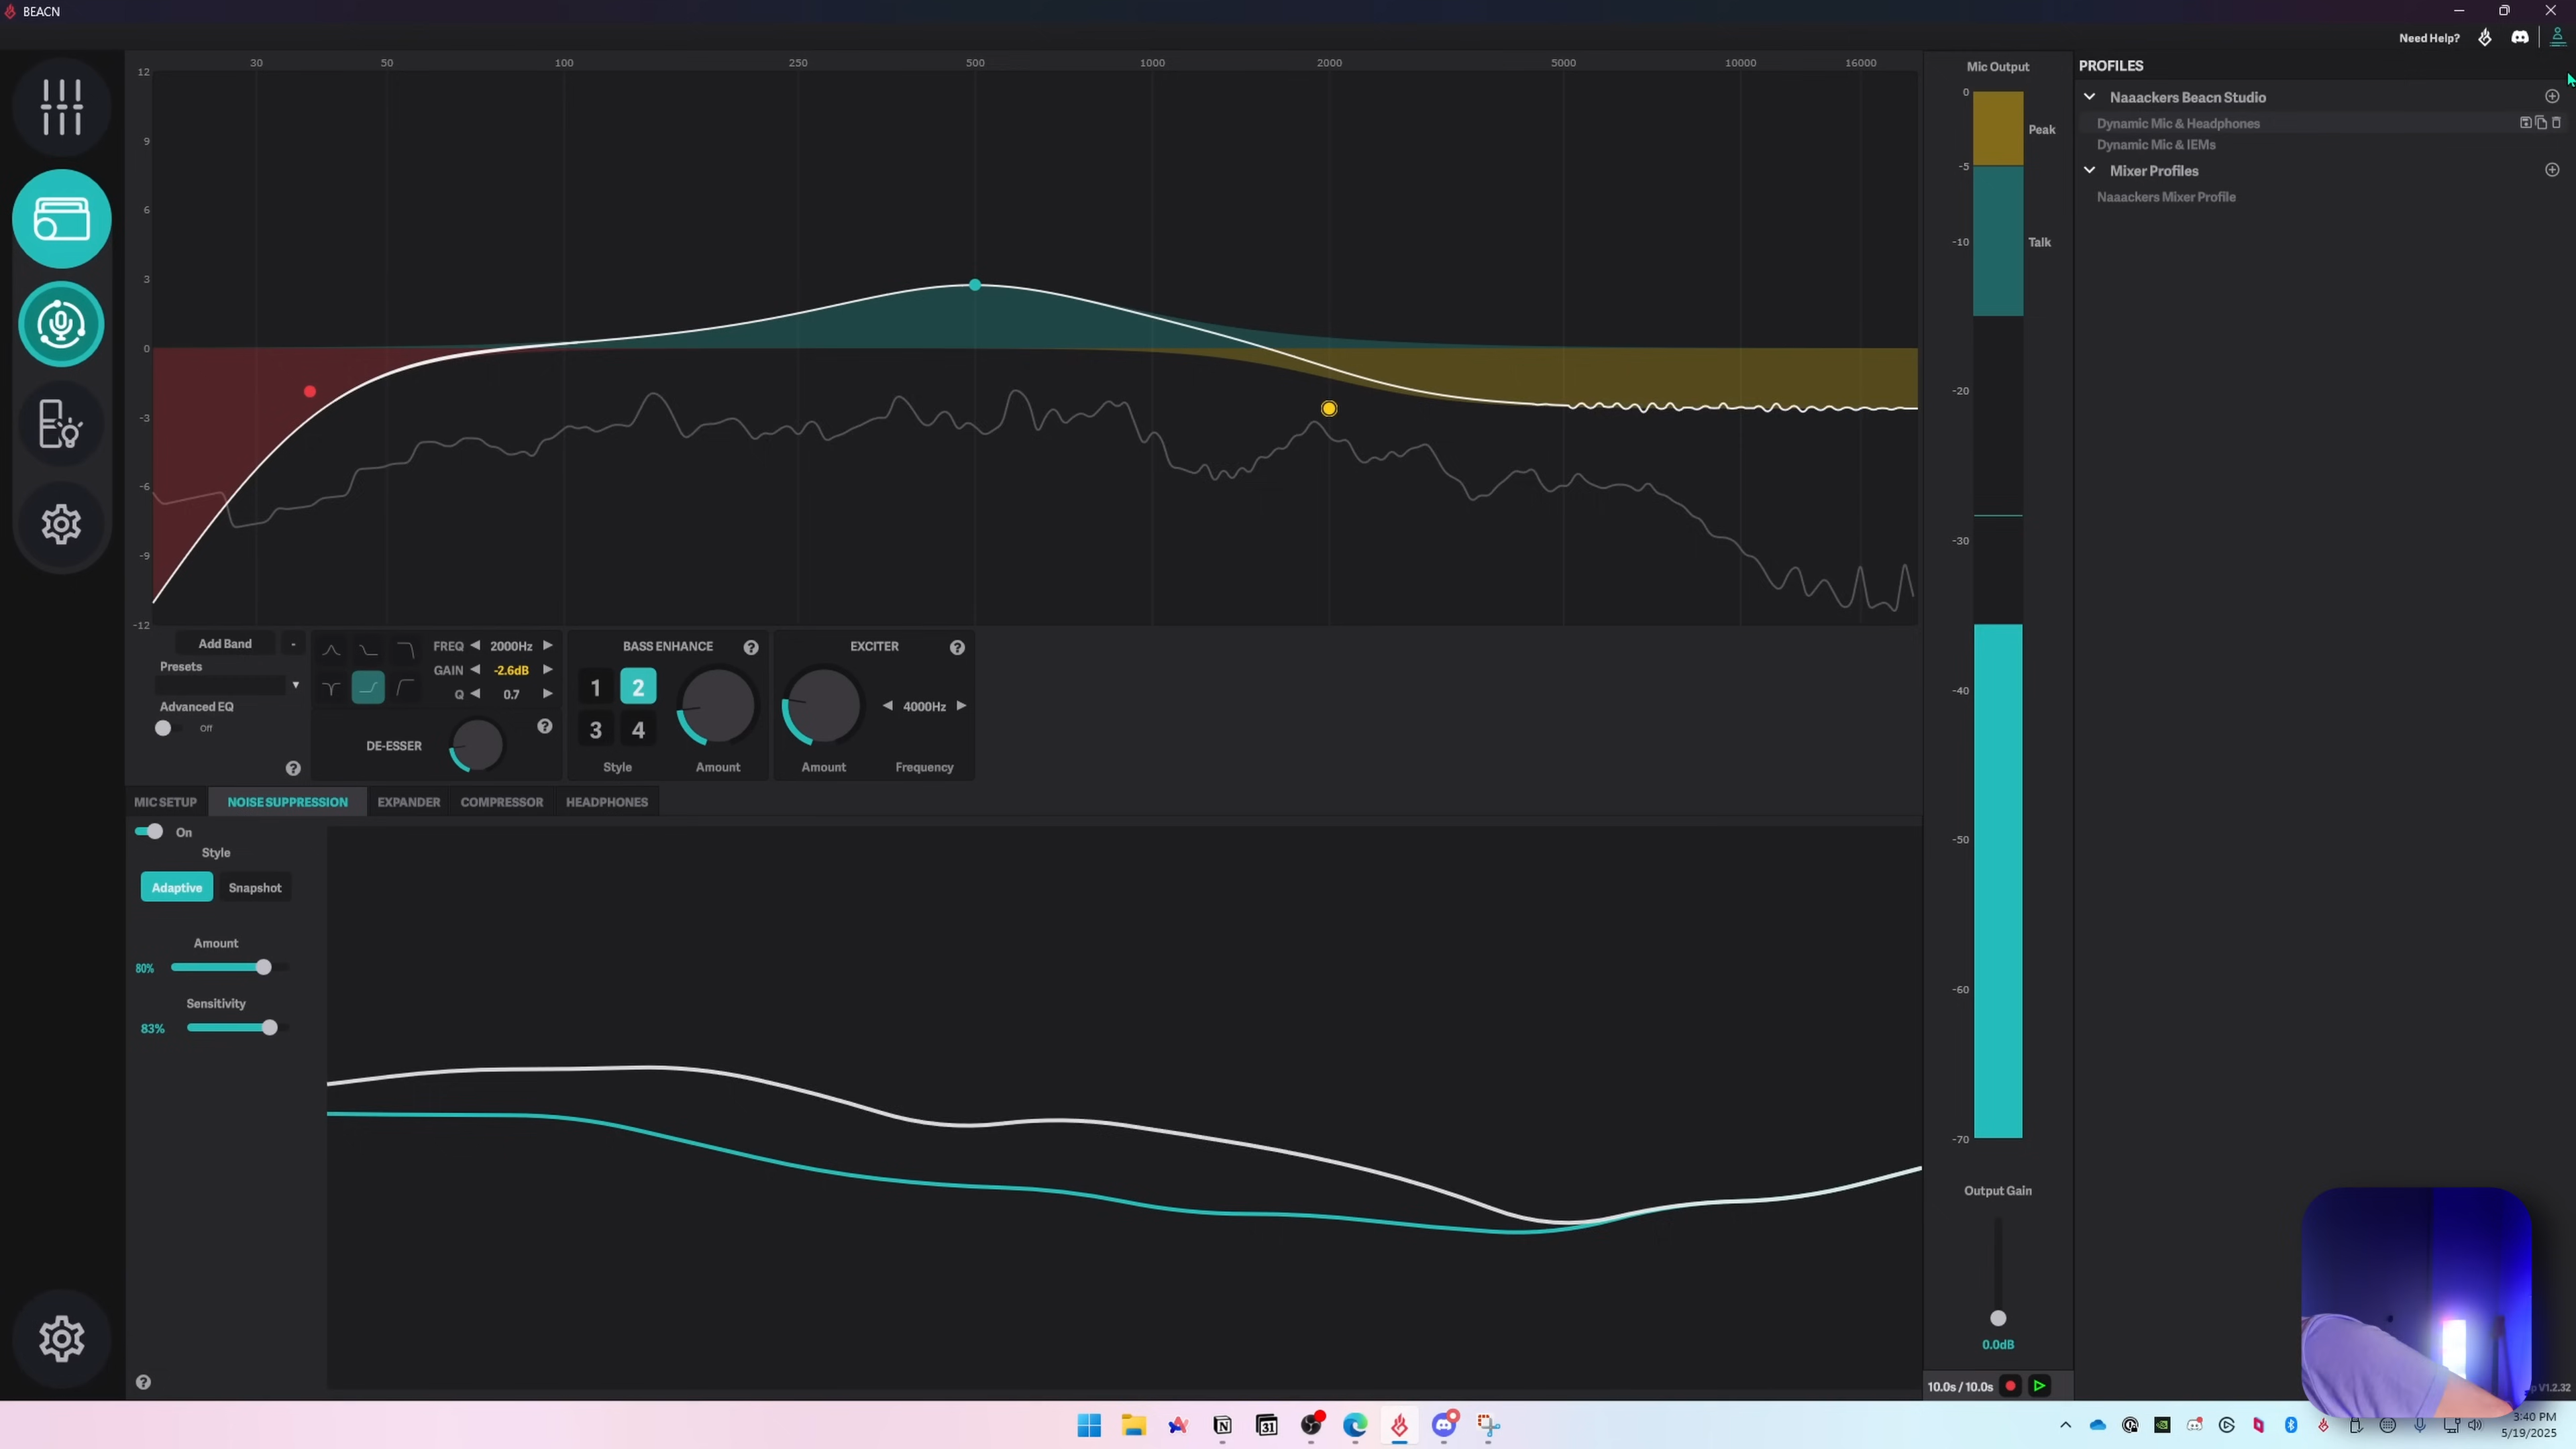 BEACN
Need Help?
30 50 100 250 500 1000 2000 5000 10000 16000
12
9
6
3
0
-3
-6
-9
-12
Mic Output
0
-5
-10
-20
-30
-40
-50
-60
-70
Peak
Talk
Output Gain
0.0dB
10.0s / 10.0s
PROFILES
Naaackers Beacn Studio
Dynamic Mic & Headphones
Dynamic Mic & IEMs
Mixer Profiles
Naaackers Mixer Profile
Add Band -
Presets
Advanced EQ
Off
?
FREQ 2000Hz
GAIN -2.6dB
Q 0.7
DE-ESSER ?
BASS ENHANCE ?
1 2
3 4
Style Amount
EXCITER ?
4000Hz
Amount Frequency
MIC SETUP NOISE SUPPRESSION EXPANDER COMPRESSOR HEADPHONES
On
Style
Adaptive Snapshot
Amount
80%
Sensitivity
83%
?
V1.2.32
31
3:40 PM
5/19/2025